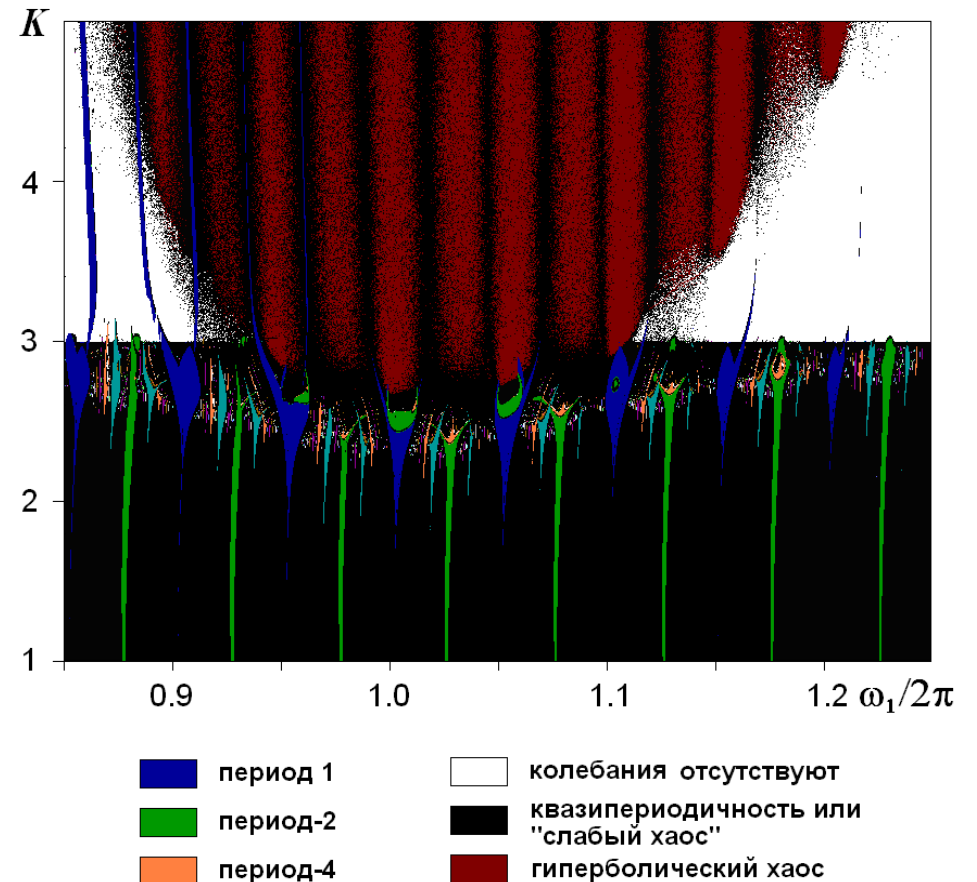 K
4
3
2
1
0.9 1.0 1.1 1.2 ω₁/2π
период 1
период-2
период-4
колебания отсутствуют
квазипериодичность или
"слабый хаос"
гиперболический хаос